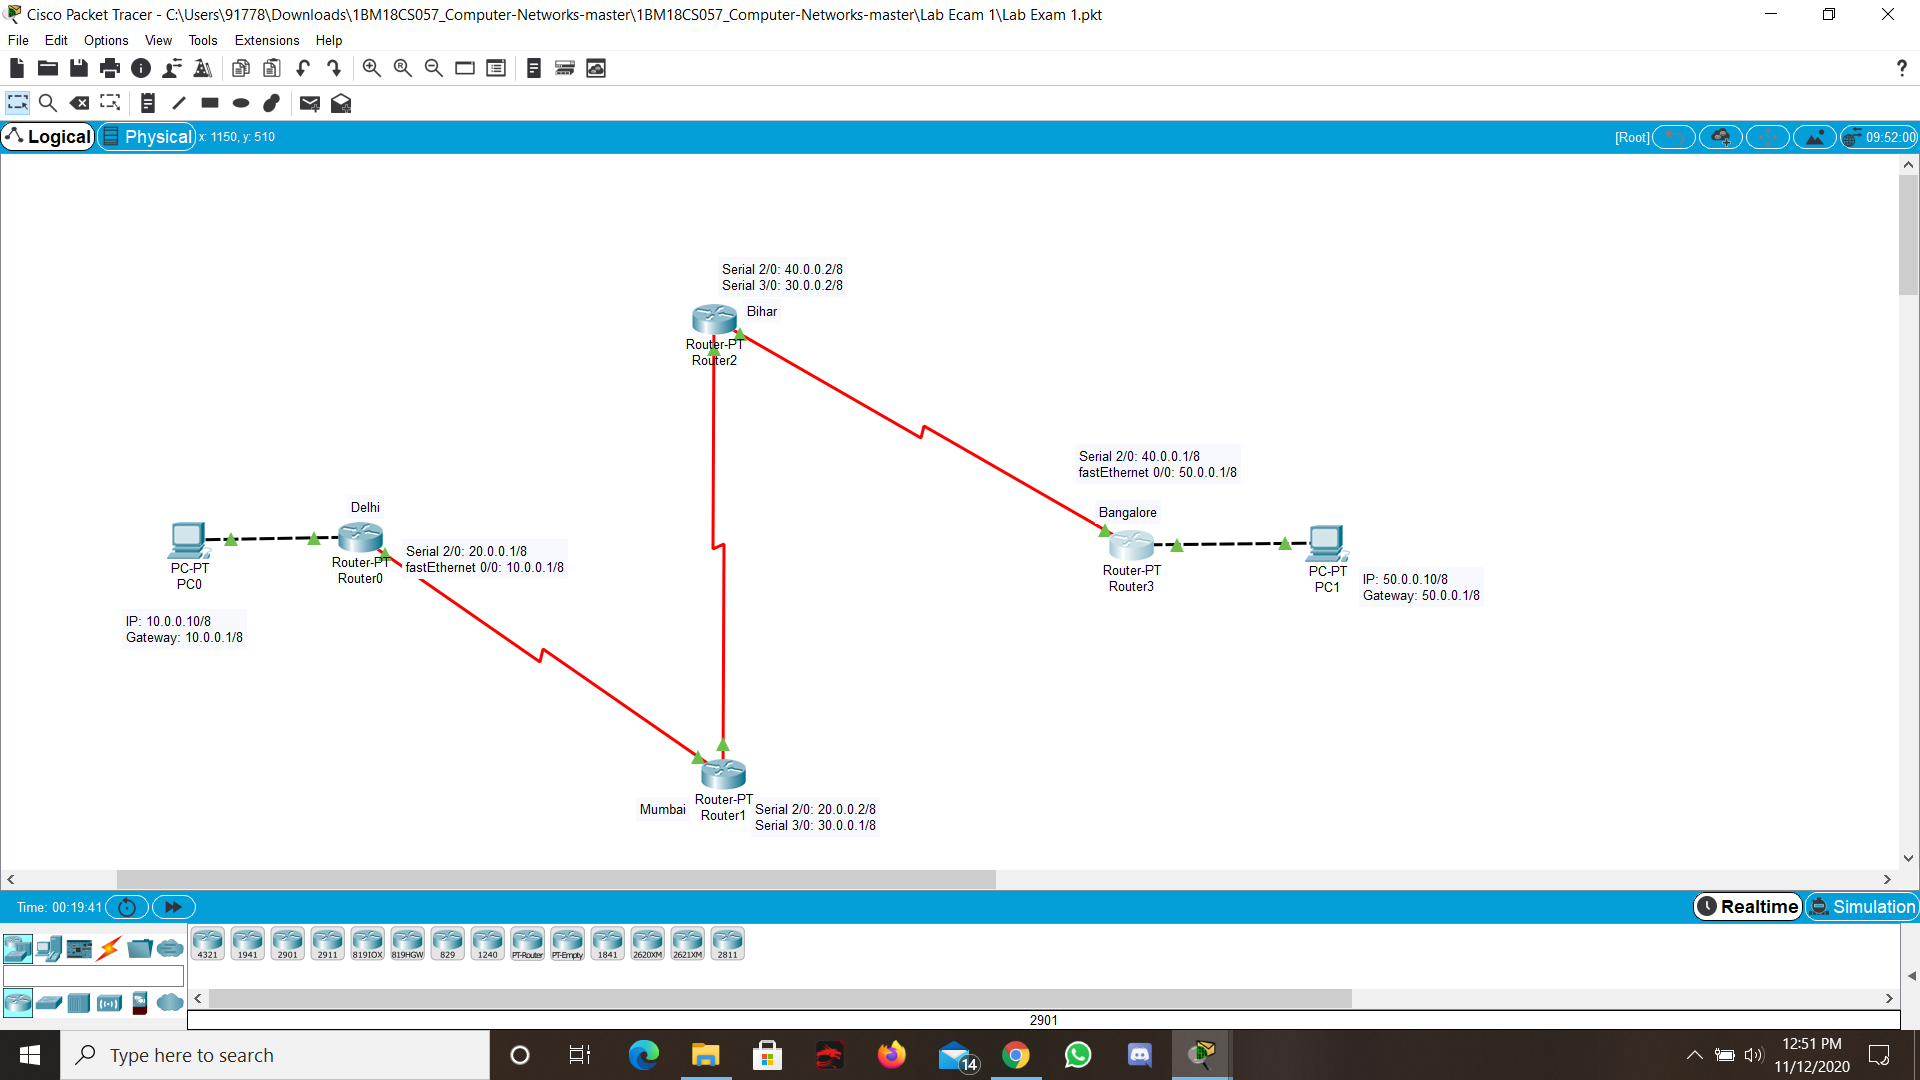 Cisco Packet Tracer - C:\Users\91778\Downloads\1BM18CS057_Computer-Networks-master\1BM18CS057_Computer-Networks-master\Lab Ecam 1\Lab Exam 1.pkt
File Edit Options View Tools Extensions Help
?
Logical Physical x: 1150, y: 510 [Root] 09:52:00
Serial 2/0: 40.0.0.2/8
Serial 3/0: 30.0.0.2/8
Bihar
Router-PT
Router2
Serial 2/0: 40.0.0.1/8
fastEthernet 0/0: 50.0.0.1/8
Bangalore
Router-PT
Router3
PC-PT
PC1
IP: 50.0.0.10/8
Gateway: 50.0.0.1/8
Delhi
Router-PT
Router0
Serial 2/0: 20.0.0.1/8
fastEthernet 0/0: 10.0.0.1/8
PC-PT
PC0
IP: 10.0.0.10/8
Gateway: 10.0.0.1/8
Mumbai
Router-PT
Router1
Serial 2/0: 20.0.0.2/8
Serial 3/0: 30.0.0.1/8
Time: 00:19:41 Realtime Simulation
4321 1941 2901 2911 819IOX 819HGW 829 1240 PT-Router PT-Empty 1841 2620XM 2621XM 2811
2901
Type here to search
14
12:51 PM
11/12/2020